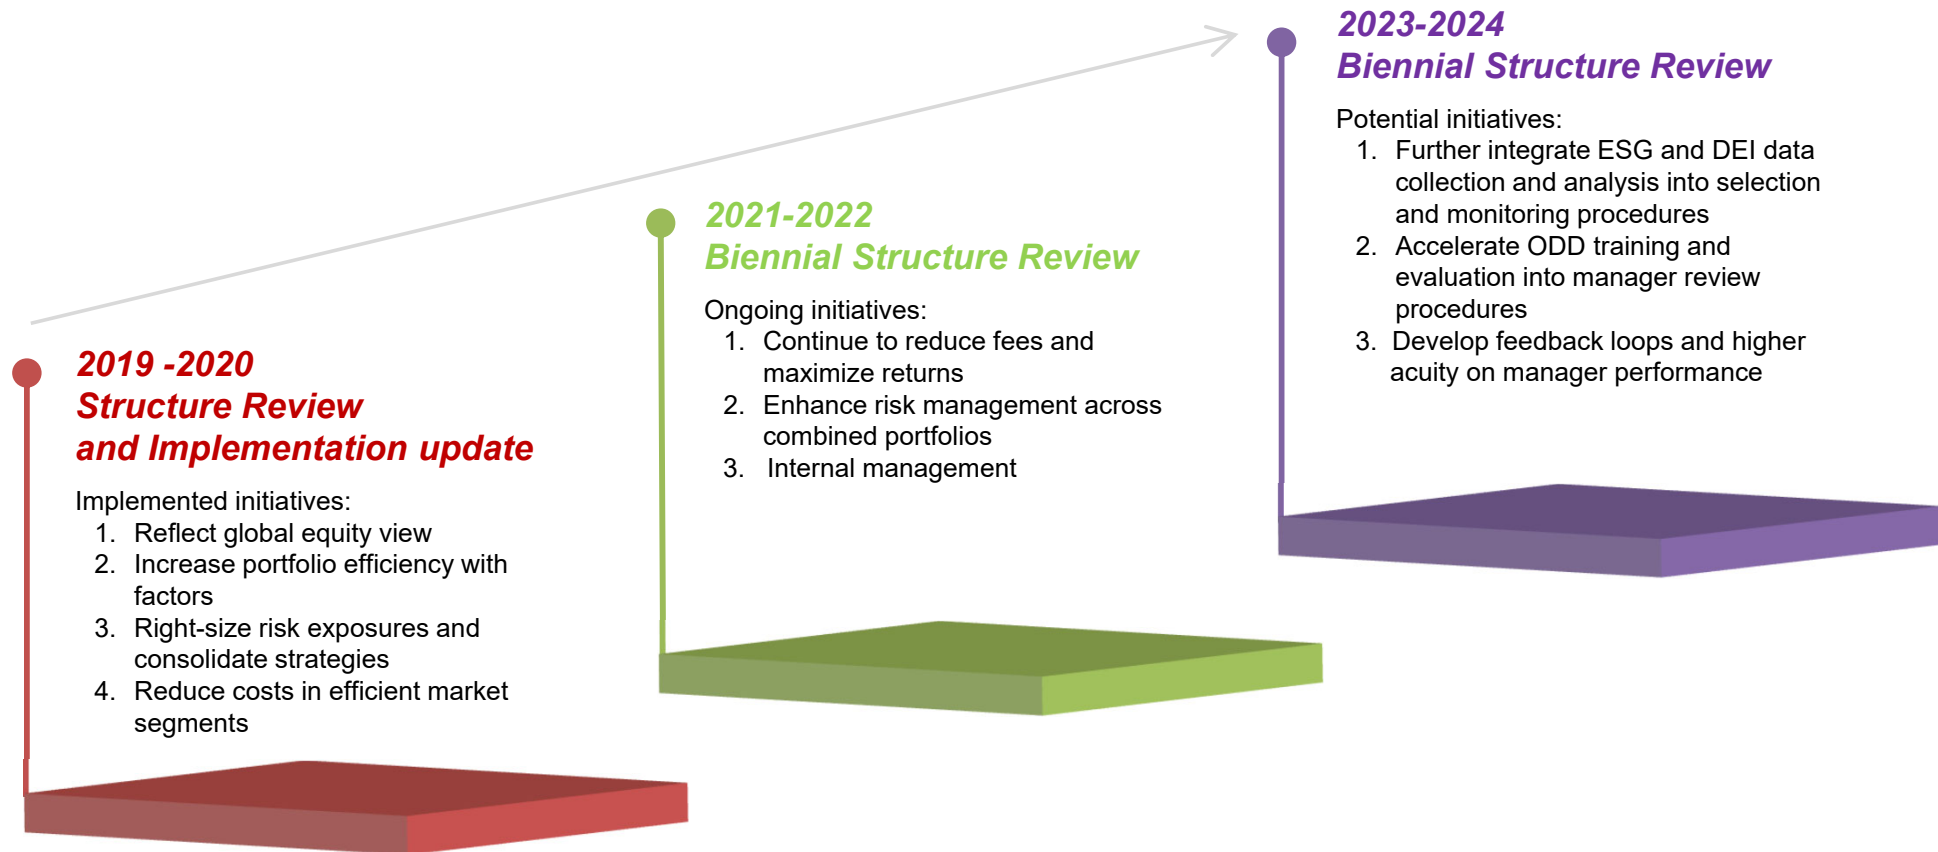 2019 -2020
Structure Review
and Implementation update
Implemented initiatives:
1. Reflect global equity view
2. Increase portfolio efficiency with
factors
3. Right-size risk exposures and
consolidate strategies
4. Reduce costs in efficient market
segments
2021-2022
Biennial Structure Review
Ongoing initiatives:
1. Continue to reduce fees and
maximize returns
2. Enhance risk management across
combined portfolios
3. Internal management
2023-2024
Biennial Structure Review
Potential initiatives:
1. Further integrate ESG and DEI data
collection and analysis into selection
and monitoring procedures
2. Accelerate ODD training and
evaluation into manager review
procedures
3. Develop feedback loops and higher
acuity on manager performance